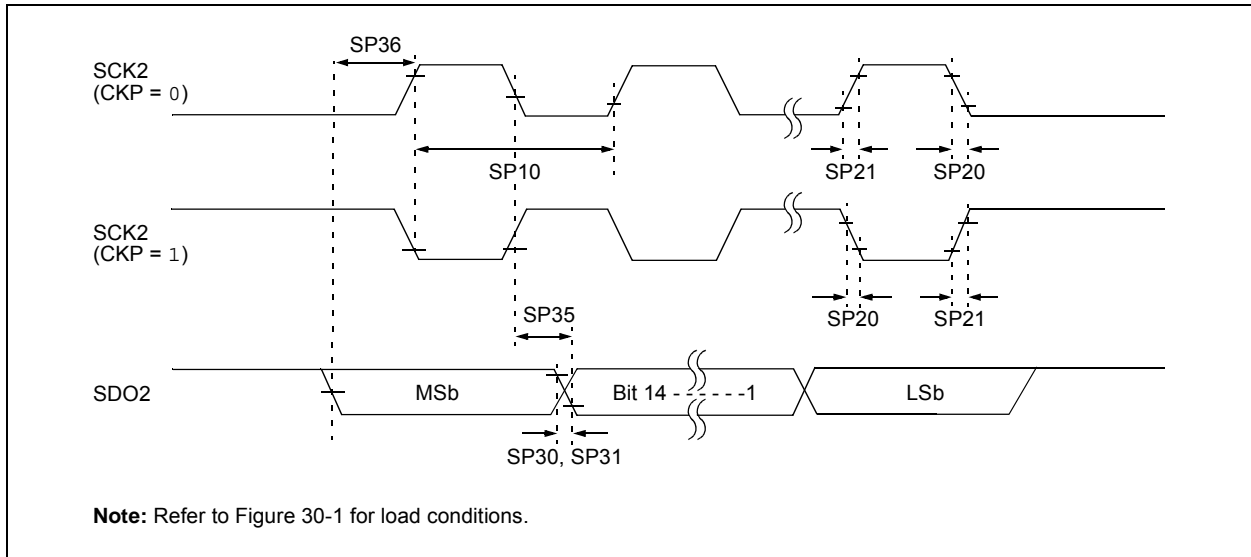 SP36
SCK2
(CKP = 0)
SP10
SP21
SP20
SCK2
(CKP = 1)
SP35
SP20
SP21
SDO2
MSb
Bit 14 - - - - - -1
LSb
SP30, SP31
Note: Refer to Figure 30-1 for load conditions.